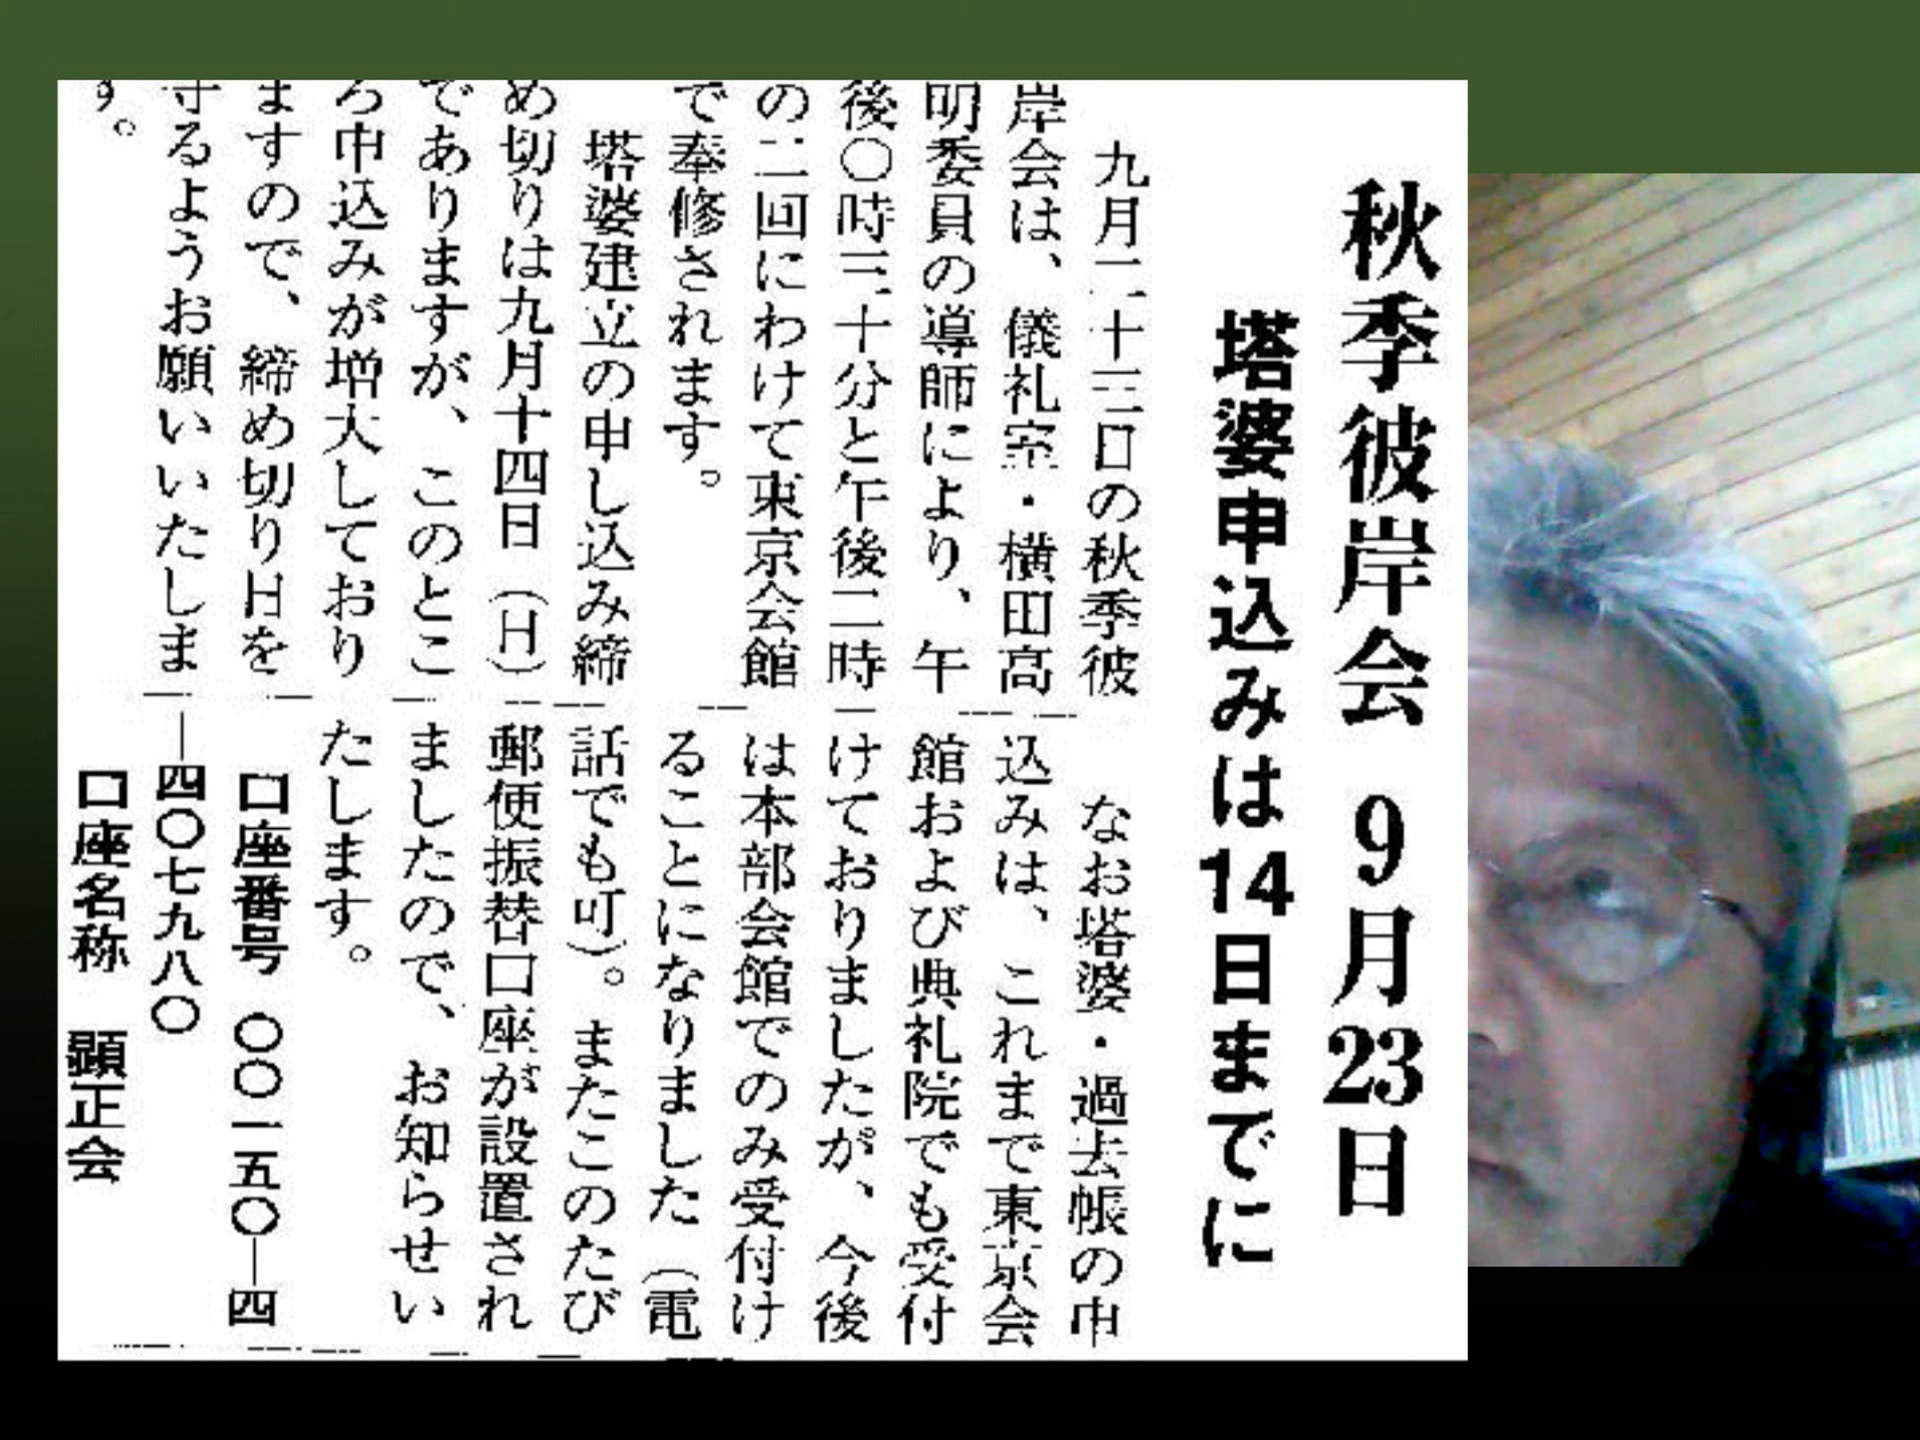 秋季彼岸会 9月23日
塔婆申込みは14日までに
九月二十三日の秋季彼
岸会は、儀礼室・横田高
明委員の導師により、午
後〇時三十分と午後二時
の二回にわけて東京会館
で奉修されます。
塔婆建立の申し込み締
め切りは九月十四日（日）
でありますが、このとこ
ろ申込みが増大しており
ますので、締め切り日を
守るようお願いいたしま
す。
なお塔婆・過去帳の申
込みは、これまで東京会
館および典礼院でも受付
けておりましたが、今後
は本部会館でのみ受付け
ることになりました（電
話でも可）。またこのたび
郵便振替口座が設置され
ましたので、お知らせい
たします。
口座番号 〇〇一五〇―四
―四〇七九八〇
口座名称 顕正会